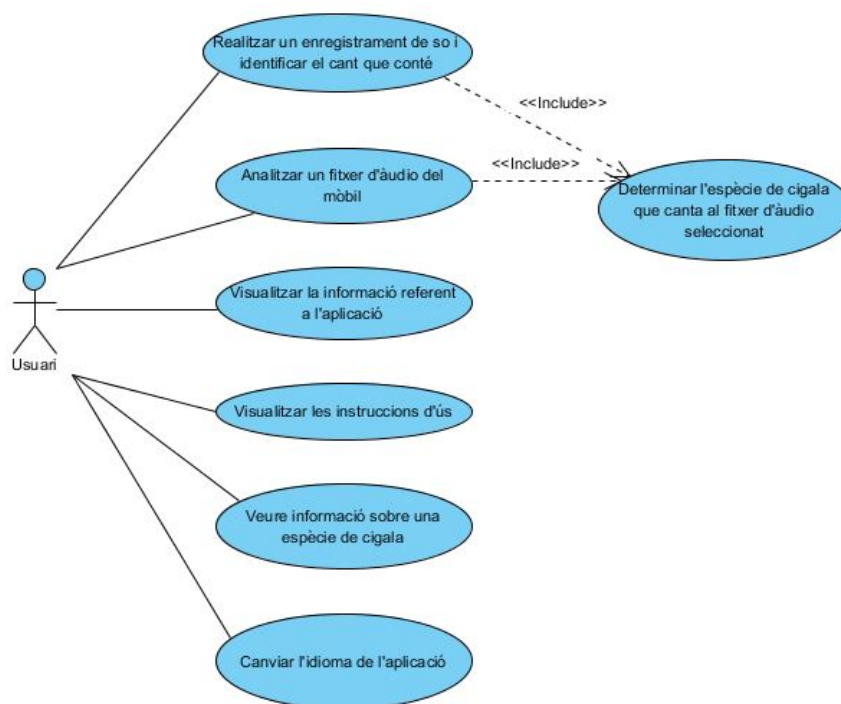 Realitzar un enregistrament de so i
identificar el cant que conté
<<Include>>
<<Include>>
Analitzar un fitxer d'àudio del
mòbil
Determinar l'espècie de cigala
que canta al fitxer d'àudio
seleccionat
Visualitzar la informació referent
a l'aplicació
Usuari
Visualitzar les instruccions d'ús
Veure informació sobre una
espècie de cigala
Canviar l'idioma de l'aplicació